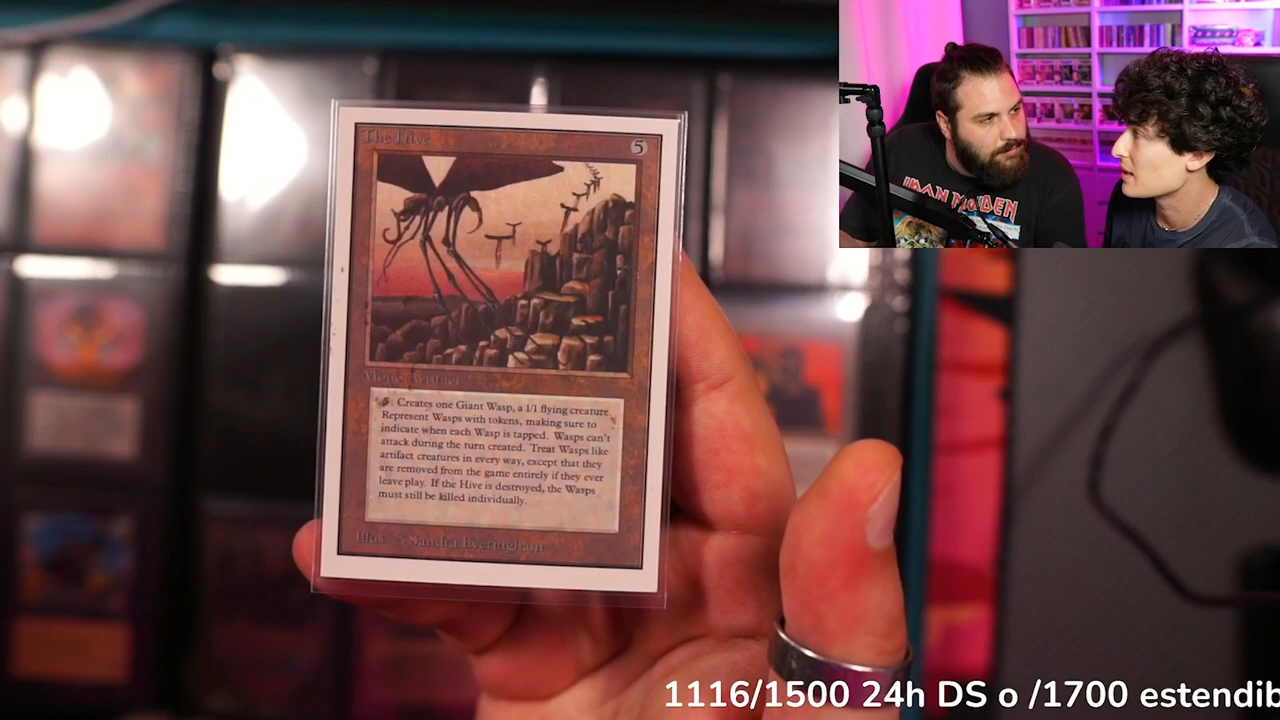 The Hive
5
Mono Artifact
: Creates one Giant Wasp, a 1/1 flying creature.
Represent Wasps with tokens, making sure to
indicate when each Wasp is tapped. Wasps can't
attack during the turn created. Treat Wasps like
artifact creatures in every way, except that they
are removed from the game entirely if they ever
leave play. If the Hive is destroyed, the Wasps
must still be killed individually.
Illus. © Sandra Everingham
IRON MAIDEN
1116/1500 24h DS o /1700 estendib